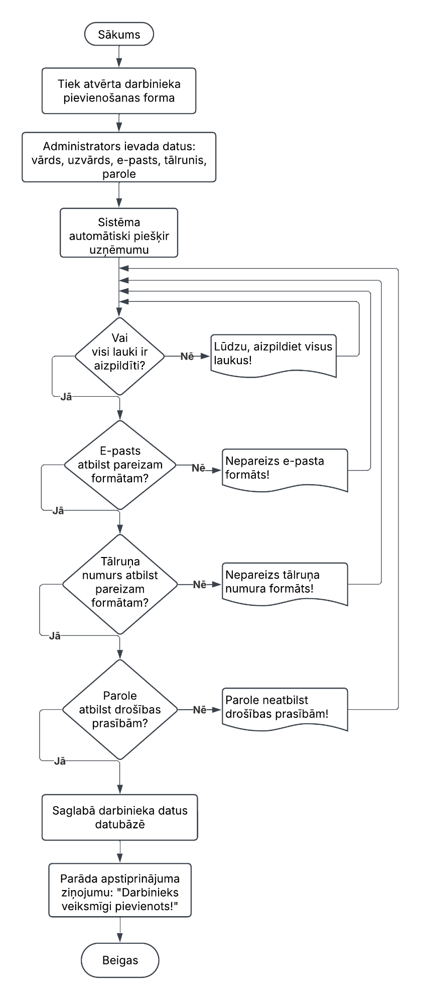 Sākums
Tiek atvērta darbinieka
pievienošanas forma
Administrators ievada datus:
vārds, uzvārds, e-pasts, tālrunis,
parole
Sistēma
automātiski piešķir
uzņēmumu
Vai
visi lauki ir
aizpildīti?
Nē
Lūdzu, aizpildiet visus
laukus!
Jā
E-pasts
atbilst pareizam
formātam?
Nē
Nepareizs e-pasta
formāts!
Jā
Tālruņa
numurs atbilst
pareizam
formātam?
Nē
Nepareizs tālruņa
numura formāts!
Jā
Parole
atbilst drošības
prasībām?
Nē
Parole neatbilst
drošības prasībām!
Jā
Saglabā darbinieka datus
datubāzē
Parāda apstiprinājuma
ziņojumu: "Darbinieks
veiksmīgi pievienots!"
Beigas